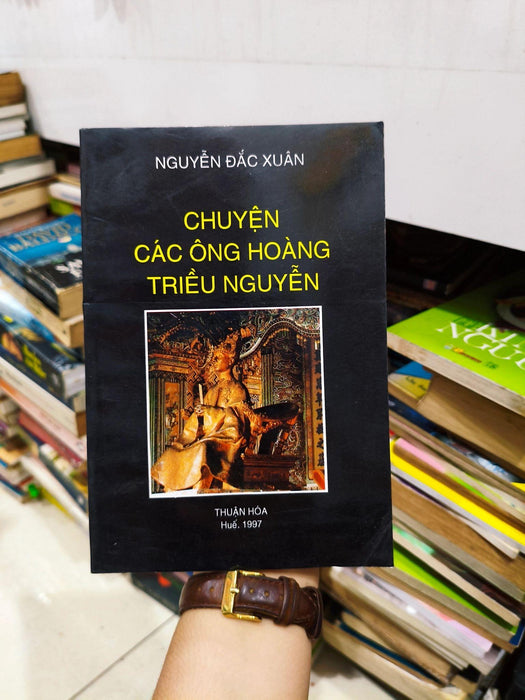 NGUYỄN ĐẮC XUÂN
CHUYỆN
CÁC ÔNG HOÀNG
TRIỀU NGUYỄN
THUẬN HÓA
Huế. 1997